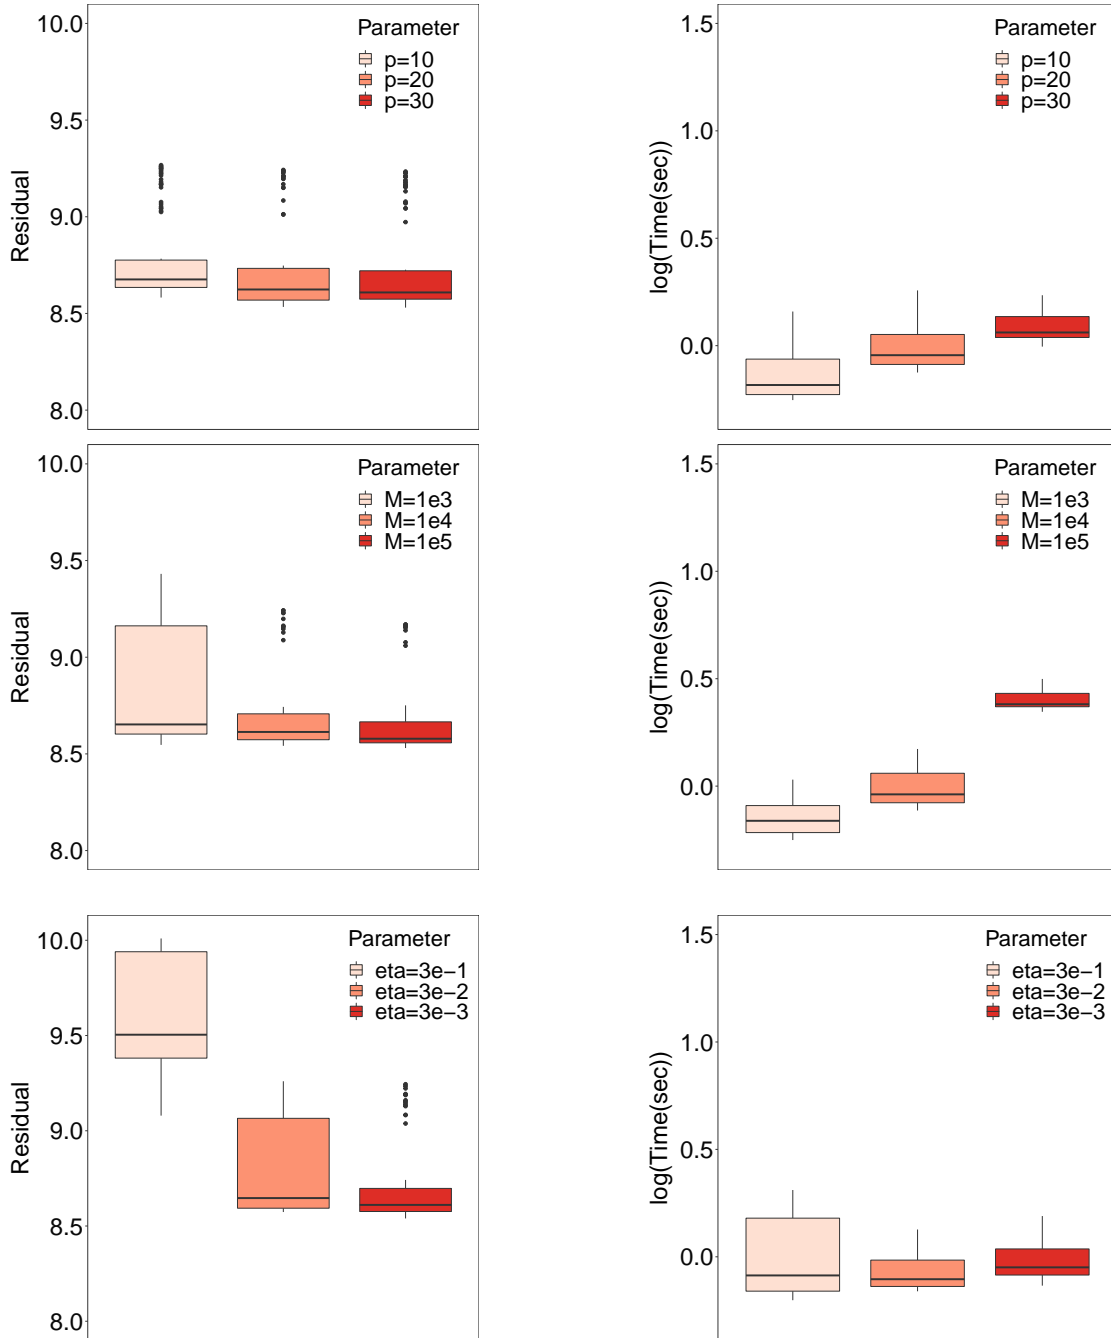 10.0
9.5
9.0
8.5
8.0
Residual
Parameter
p=10
p=20
p=30
1.5
1.0
0.5
0.0
log(Time(sec))
Parameter
p=10
p=20
p=30
10.0
9.5
9.0
8.5
8.0
Residual
Parameter
M=1e3
M=1e4
M=1e5
1.5
1.0
0.5
0.0
log(Time(sec))
Parameter
M=1e3
M=1e4
M=1e5
10.0
9.5
9.0
8.5
8.0
Residual
Parameter
eta=3e−1
eta=3e−2
eta=3e−3
1.5
1.0
0.5
0.0
log(Time(sec))
Parameter
eta=3e−1
eta=3e−2
eta=3e−3